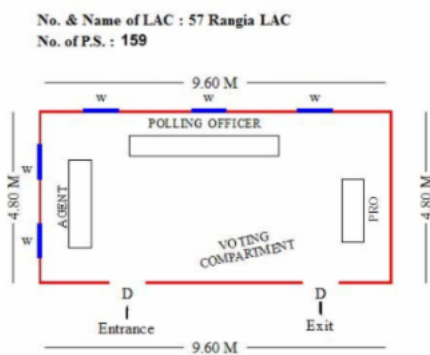 No. & Name of LAC : 57 Rangia LAC
No. of P.S. : 159
9.60 M
W W W
POLLING OFFICER
4.80 M
W
AGENT
PRO
4.80 M
W
VOTING
COMPARTMENT
D D
Entrance Exit
9.60 M